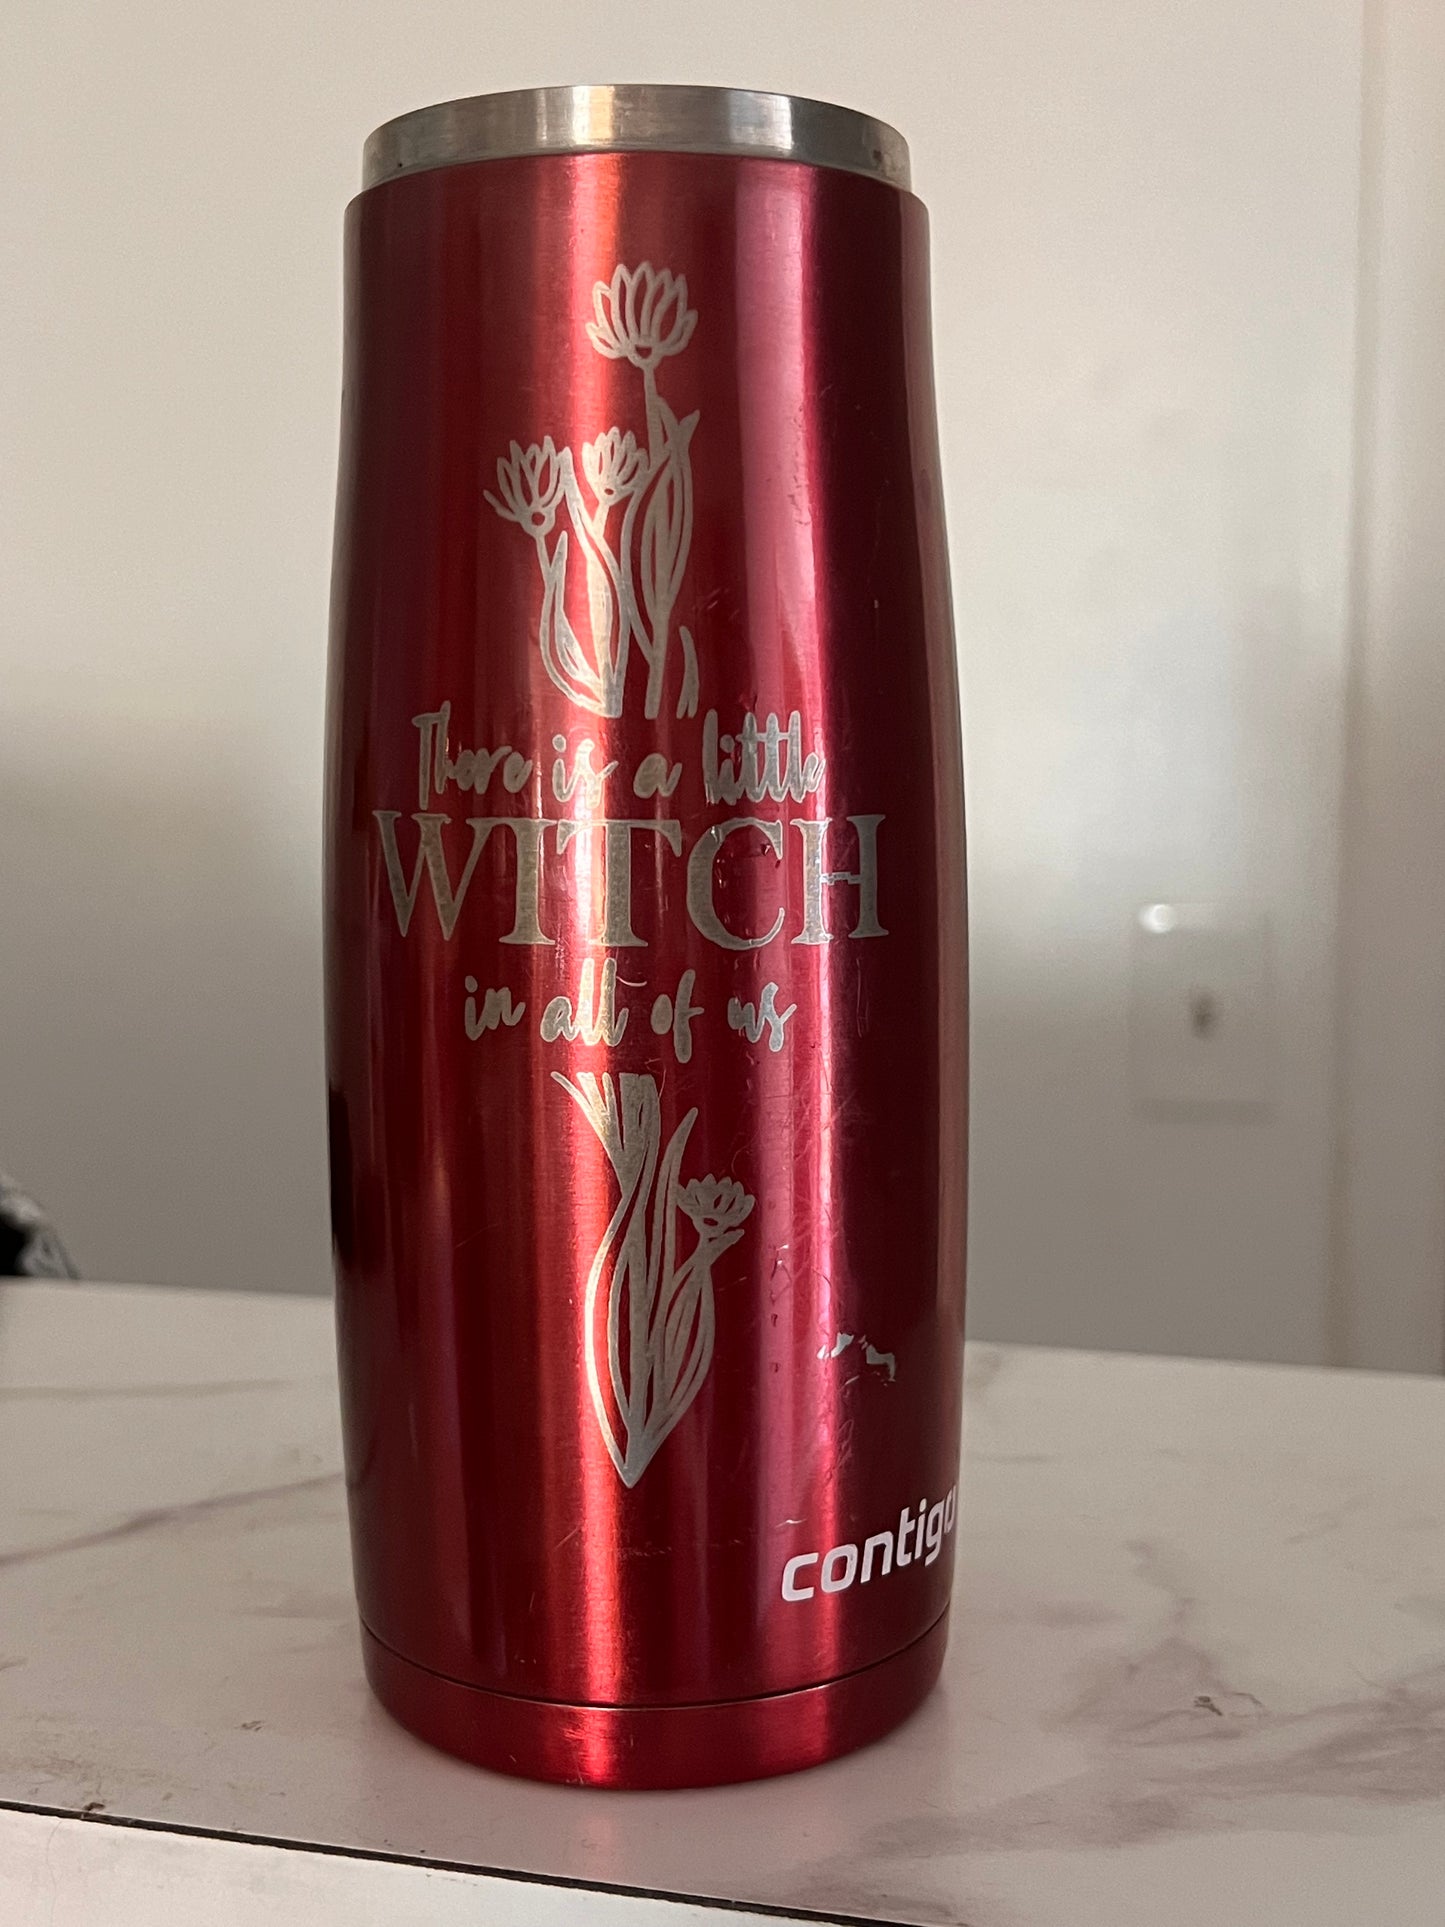 There is a little
WITCH
in all of us
contigo